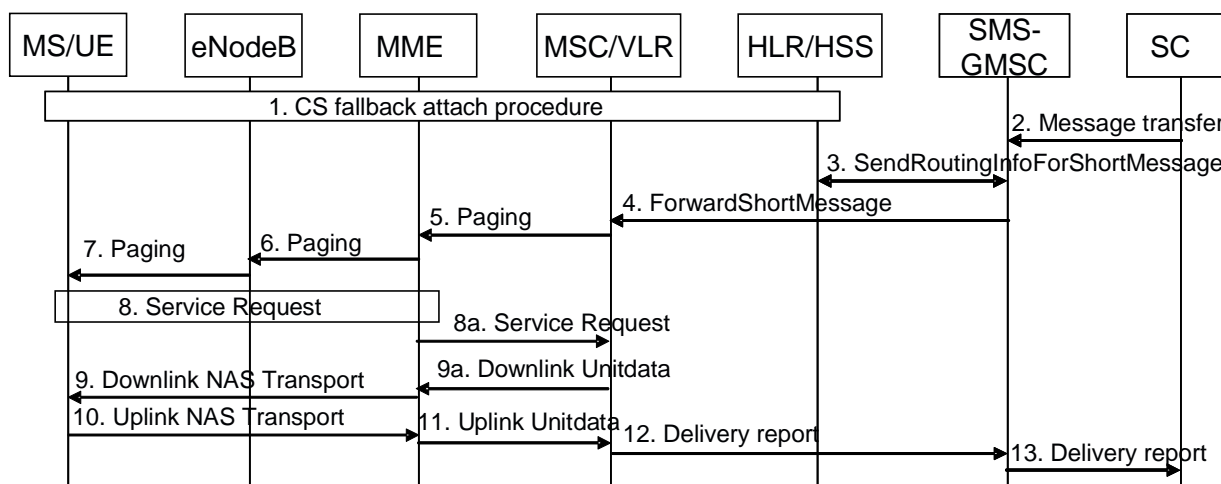 MS/UE
eNodeB
MME
MSC/VLR
HLR/HSS
SMS-
GMSC
SC
1. CS fallback attach procedure
2. Message transfer
3. SendRoutingInfoForShortMessage
4. ForwardShortMessage
5. Paging
6. Paging
7. Paging
8. Service Request
8a. Service Request
9a. Downlink Unitdata
9. Downlink NAS Transport
10. Uplink NAS Transport
11. Uplink Unitdata
12. Delivery report
13. Delivery report